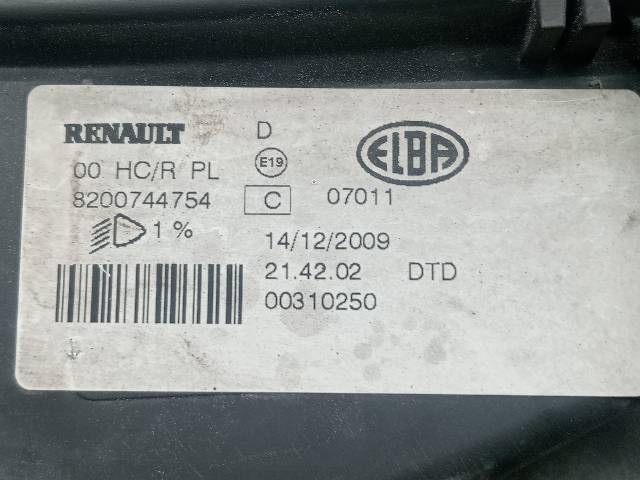 RENAULT D ELBA
00 HC/R PL E19
8200744754 C 07011
1 % 14/12/2009
21.42.02 DTD
00310250